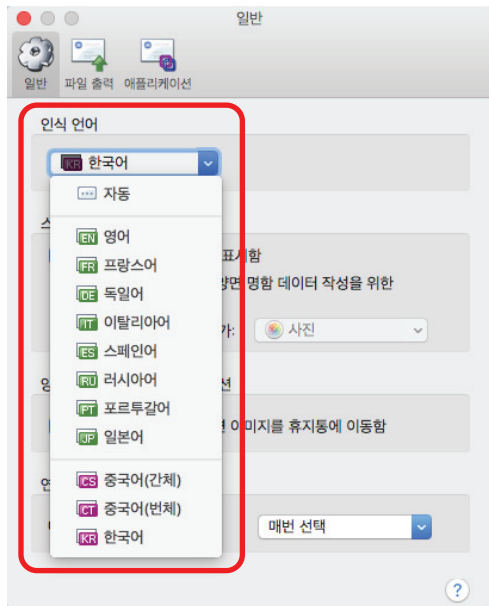 일반
일반 파일 출력 애플리케이션
인식 언어
KR 한국어
자동
EN 영어
표시함
FR 프랑스어
양면 명함 데이터 작성을 위한
DE 독일어
IT 이탈리아어
사진
ES 스페인어
RU 러시아어
PT 포르투갈어
이미지를 휴지통에 이동함
JP 일본어
CS 중국어(간체)
CT 중국어(번체)
매번 선택
KR 한국어
?